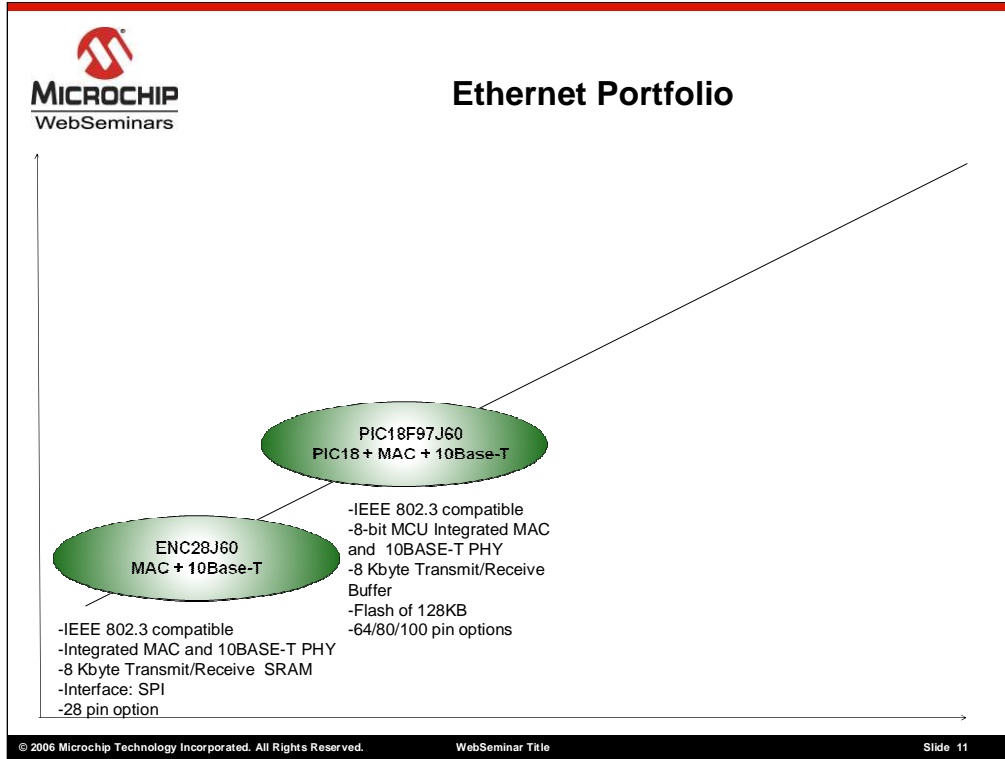 MICROCHIP
WebSeminars
Ethernet Portfolio
PIC18F97J60
PIC18 + MAC + 10Base-T
ENC28J60
MAC + 10Base-T
-IEEE 802.3 compatible
-8-bit MCU Integrated MAC
and 10BASE-T PHY
-8 Kbyte Transmit/Receive
Buffer
-Flash of 128KB
-64/80/100 pin options
-IEEE 802.3 compatible
-Integrated MAC and 10BASE-T PHY
-8 Kbyte Transmit/Receive SRAM
-Interface: SPI
-28 pin option
© 2006 Microchip Technology Incorporated. All Rights Reserved. WebSeminar Title Slide 11